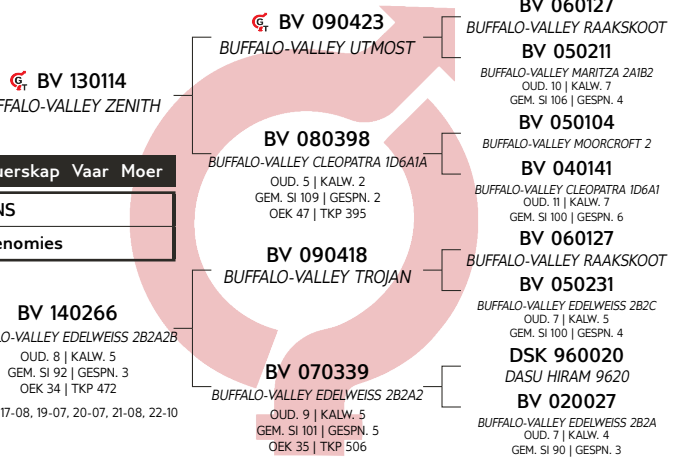 BV 130114
FFALO-VALLEY ZENITH
uerskap Vaar Moer
NS
enomies
BV 140266
LO-VALLEY EDELWEISS 2B2A2B
OUD. 8 | KALW. 5
GEM. SI 92 | GESPN. 3
OEK 34 | TKP 472
17-08, 19-07, 20-07, 21-08, 22-10
GT BV 090423
BUFFALO-VALLEY UTMOST
BV 080398
BUFFALO-VALLEY CLEOPATRA 1D6A1A
OUD. 5 | KALW. 2
GEM. SI 109 | GESPN. 2
OEK 47 | TKP 395
BV 090418
BUFFALO-VALLEY TROJAN
BV 070339
BUFFALO-VALLEY EDELWEISS 2B2A2
OUD. 9 | KALW. 5
GEM. SI 101 | GESPN. 5
OEK 35 | TKP 506
BV 060127
BUFFALO-VALLEY RAAKSKOOT
BV 050211
BUFFALO-VALLEY MARITZA 2A1B2
OUD. 10 | KALW. 7
GEM. SI 106 | GESPN. 4
BV 050104
BUFFALO-VALLEY MOORCROFT 2
BV 040141
BUFFALO-VALLEY CLEOPATRA 1D6A1
OUD. 11 | KALW. 7
GEM. SI 100 | GESPN. 6
BV 060127
BUFFALO-VALLEY RAAKSKOOT
BV 050231
BUFFALO-VALLEY EDELWEISS 2B2C
OUD. 7 | KALW. 5
GEM. SI 100 | GESPN. 4
DSK 960020
DASU HIRAM 9620
BV 020027
BUFFALO-VALLEY EDELWEISS 2B2A
OUD. 7 | KALW. 4
GEM. SI 90 | GESPN. 3